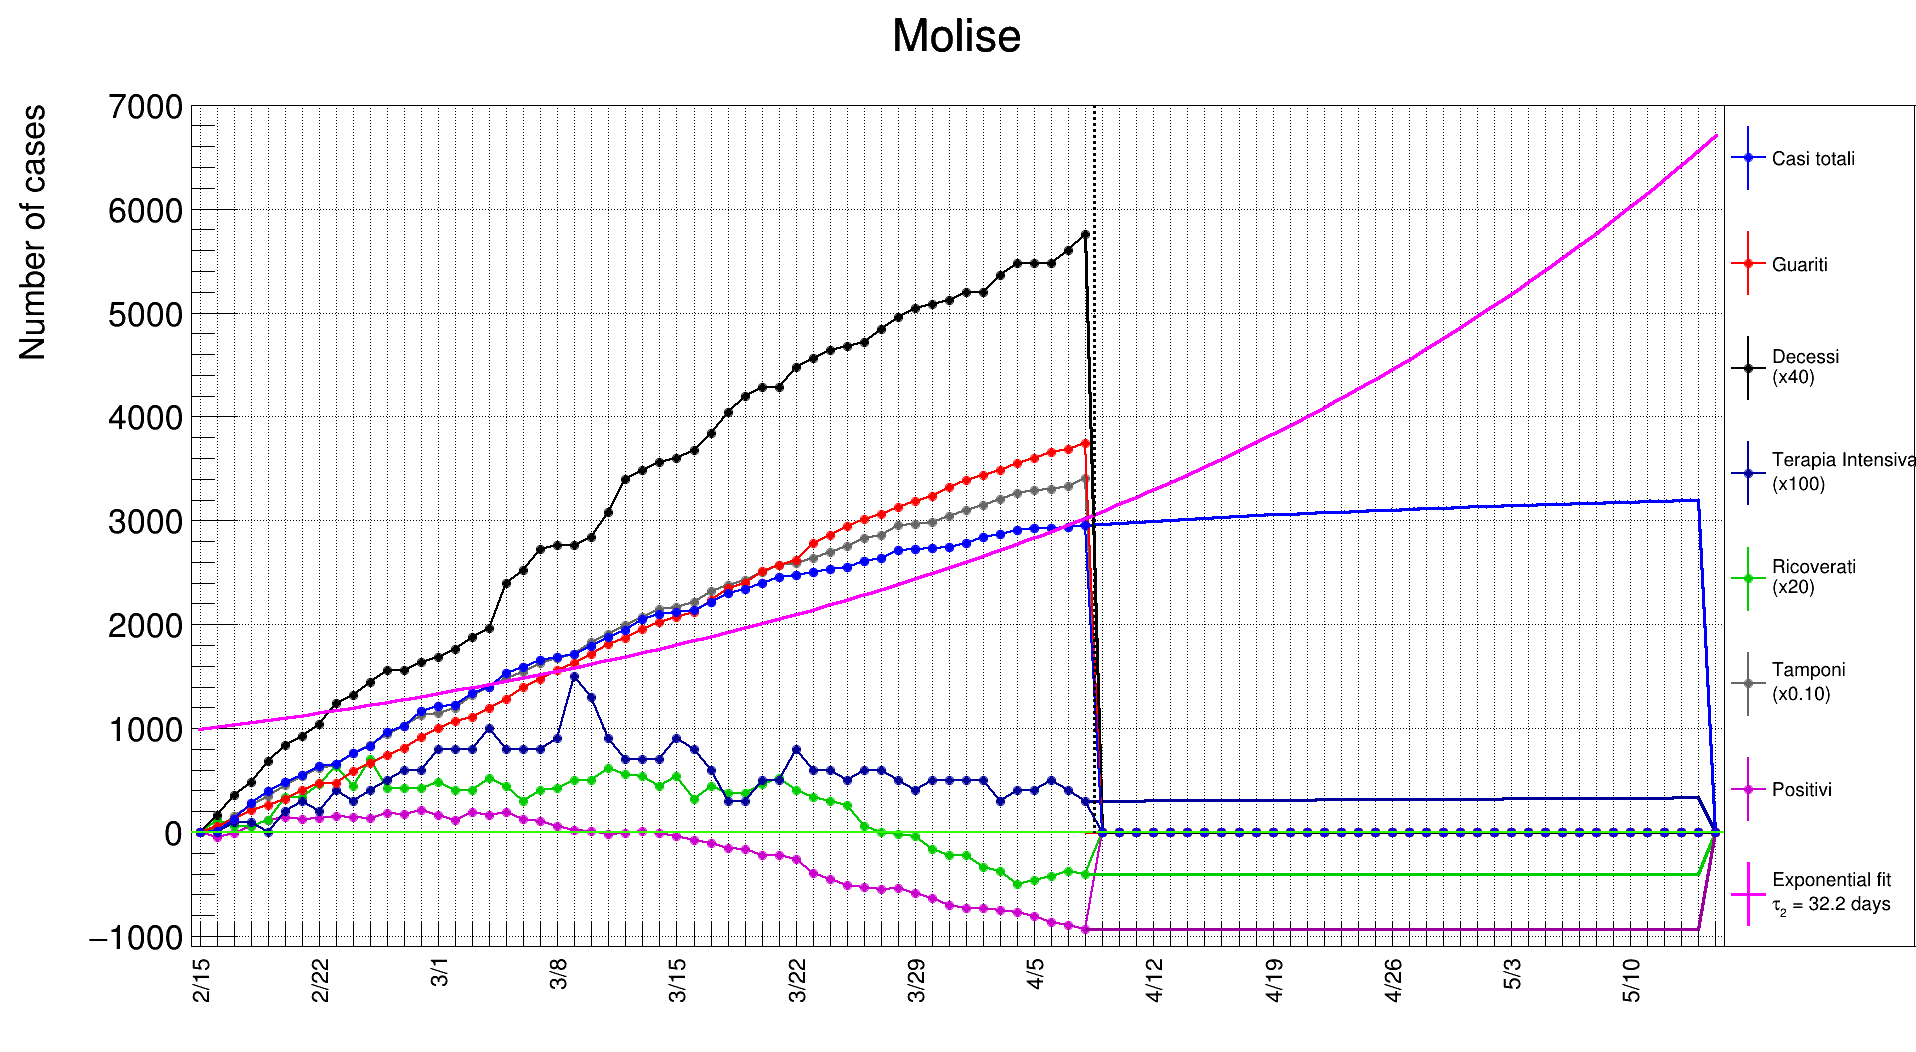 Molise
Number of cases
7000
6000
5000
4000
3000
2000
1000
0
−1000
2/15
2/22
3/1
3/8
3/15
3/22
3/29
4/5
4/12
4/19
4/26
5/3
5/10
Casi totali
Guariti
Decessi
(x40)
Terapia Intensiva
(x100)
Ricoverati
(x20)
Tamponi
(x0.10)
Positivi
Exponential fit
τ2 = 32.2 days